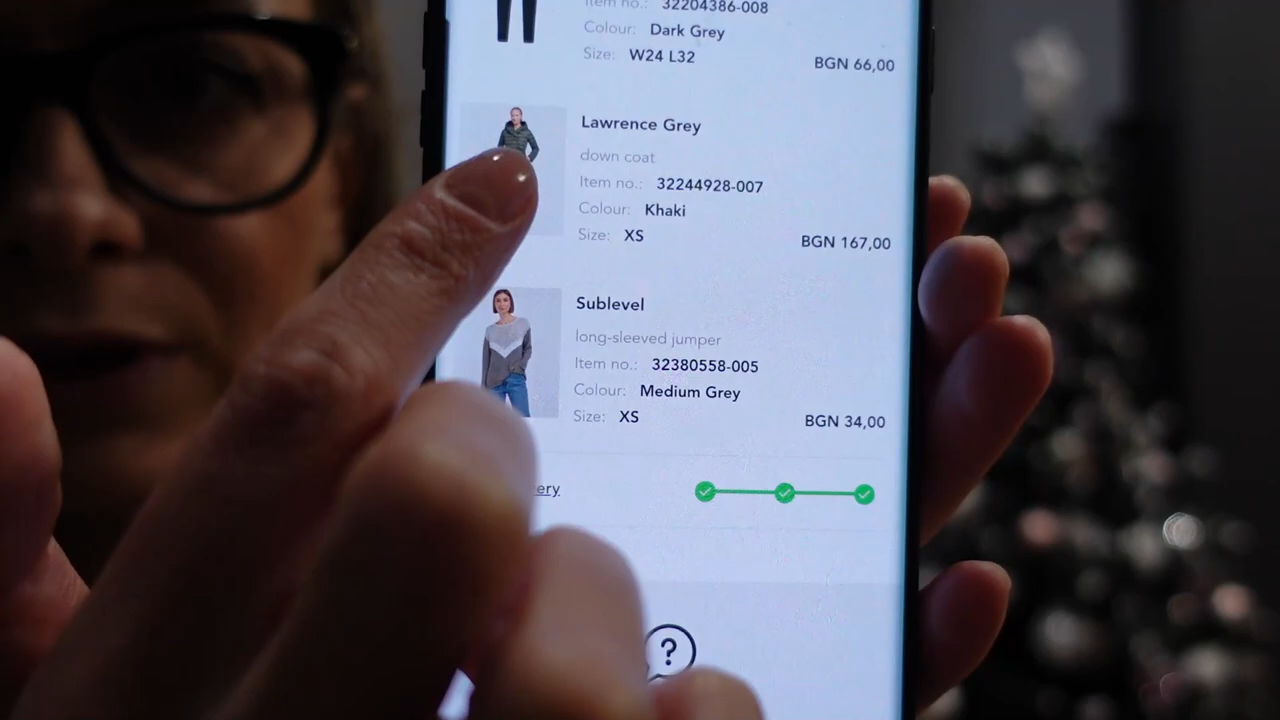 Item no.: 32204386-008
Colour: Dark Grey
Size: W24 L32
BGN 66,00
Lawrence Grey
down coat
Item no.: 32244928-007
Colour: Khaki
Size: XS
BGN 167,00
Sublevel
long-sleeved jumper
Item no.: 32380558-005
Colour: Medium Grey
Size: XS
BGN 34,00
?